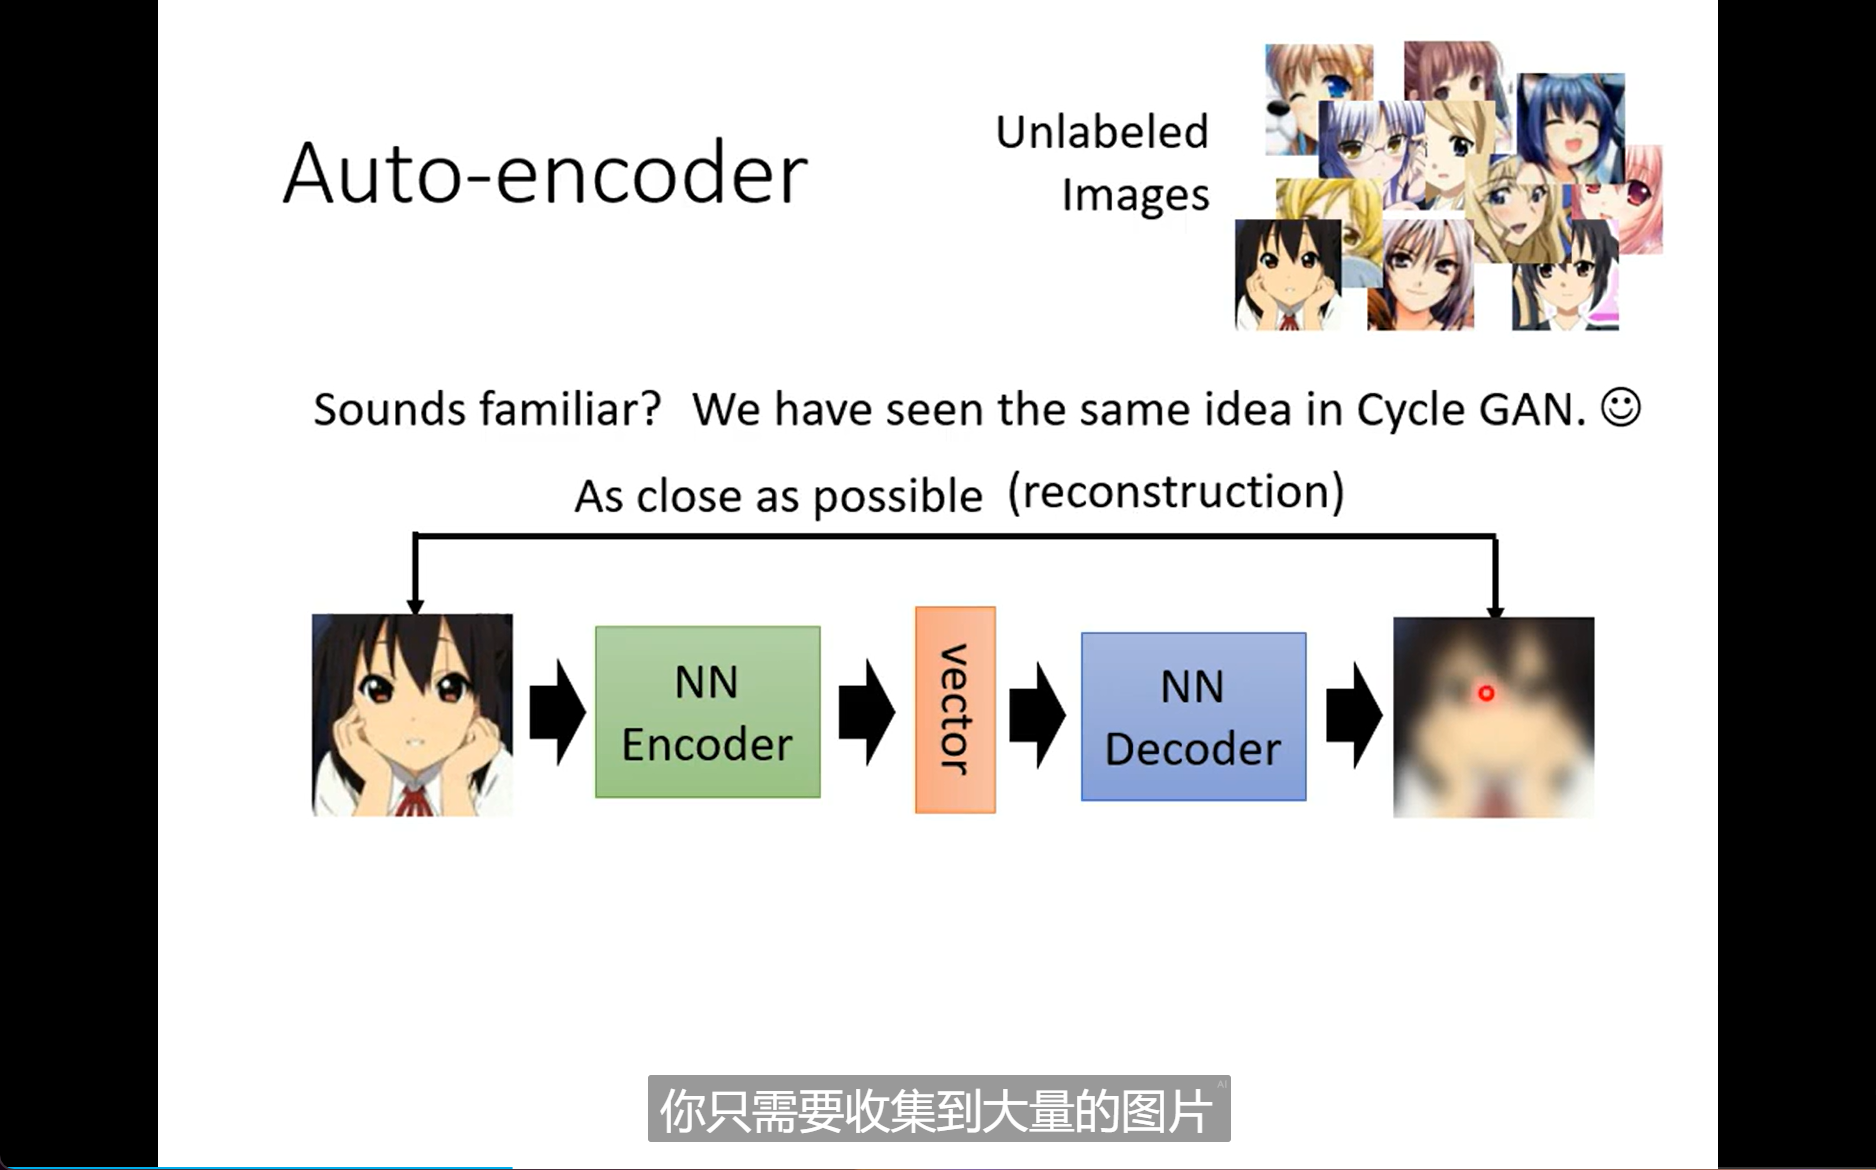 Auto-encoder
Unlabeled
Images
Sounds familiar? We have seen the same idea in Cycle GAN. ☺
As close as possible (reconstruction)
NN
Encoder
vector
NN
Decoder
你只需要收集到大量的图片
AI